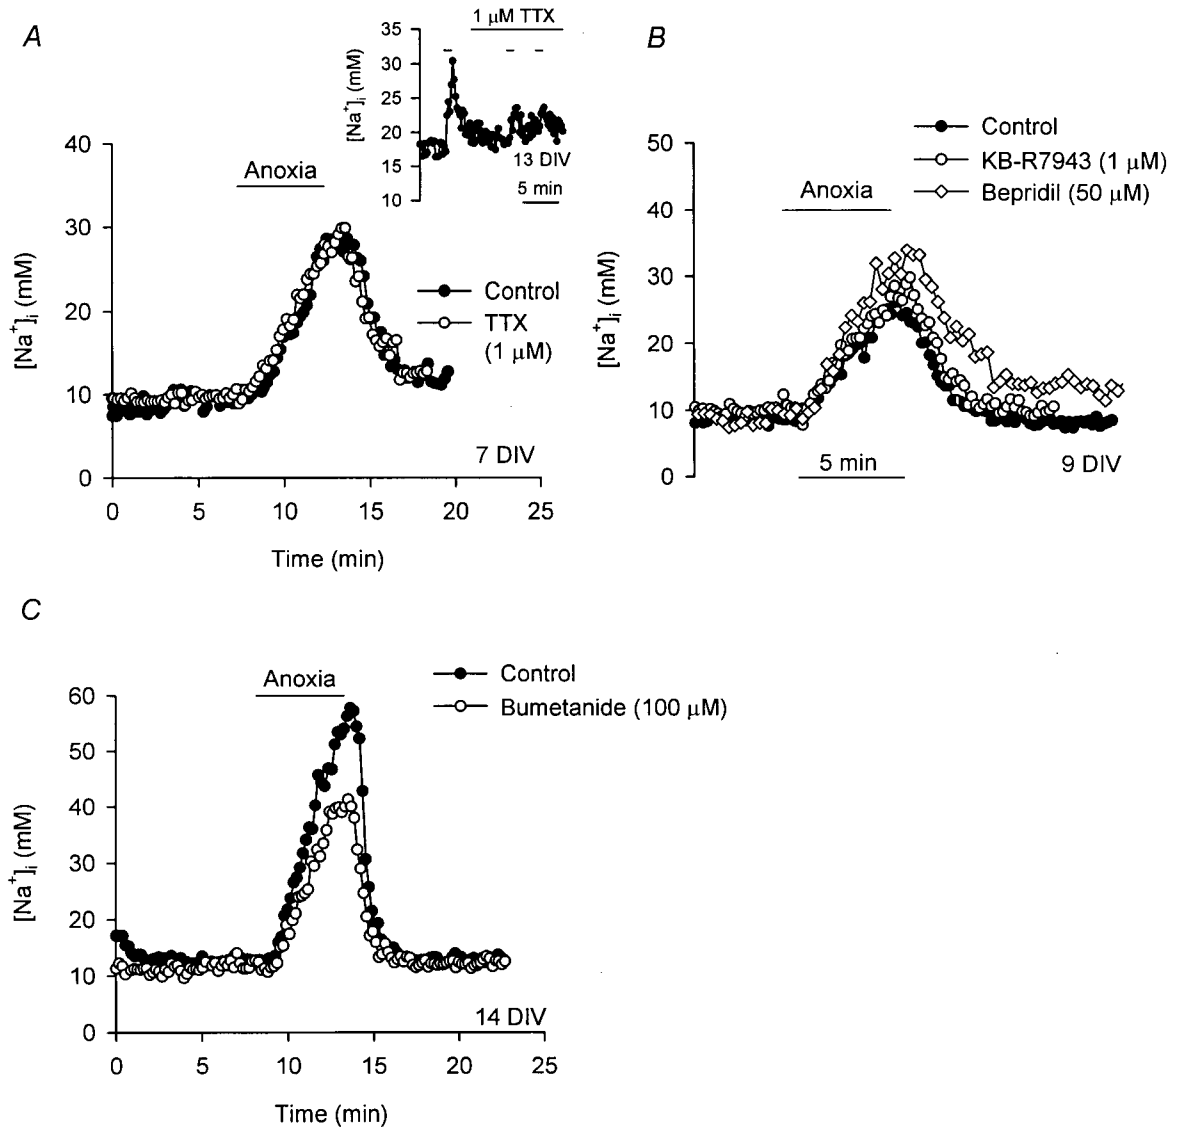 A
1 μM TTX
35
30
25
20
15
10
[Na⁺]ᵢ (mM)
13 DIV
5 min
40
30
20
10
0
[Na⁺]ᵢ (mM)
Anoxia
Control
TTX
(1 μM)
7 DIV
0 5 10 15 20 25
Time (min)
B
Control
KB-R7943 (1 μM)
Bepridil (50 μM)
50
40
30
20
10
0
[Na⁺]ᵢ (mM)
Anoxia
5 min
9 DIV
C
Control
Bumetanide (100 μM)
Anoxia
60
50
40
30
20
10
0
[Na⁺]ᵢ (mM)
14 DIV
0 5 10 15 20 25
Time (min)